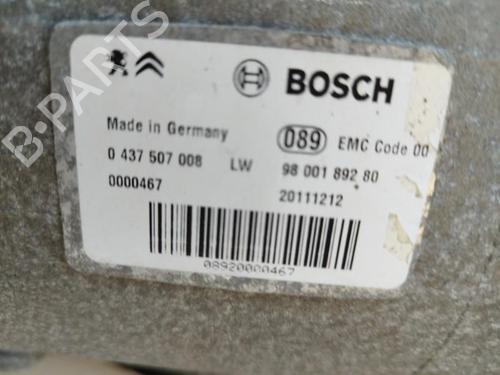 BOSCH
Made in Germany 089 EMC Code 00
0 437 507 008 LW 98 001 892 80
0000467 20111212
08920000467
B-PARTS